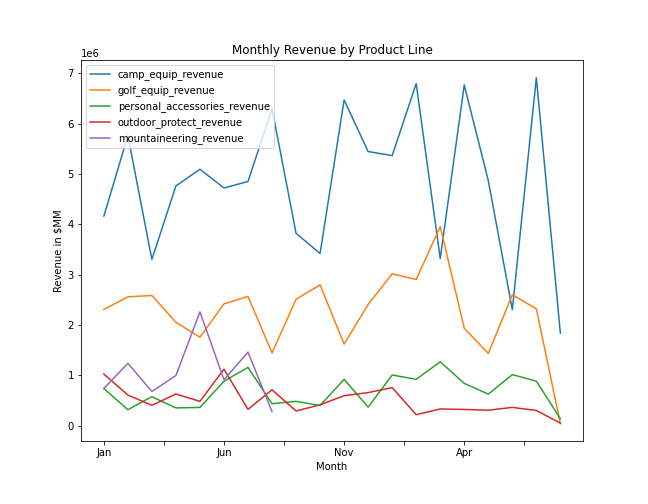 Monthly Revenue by Product Line
1e6
7
6
5
4
3
2
1
0
Revenue in $MM
camp_equip_revenue
golf_equip_revenue
personal_accessories_revenue
outdoor_protect_revenue
mountaineering_revenue
Jan Jun Nov Apr
Month